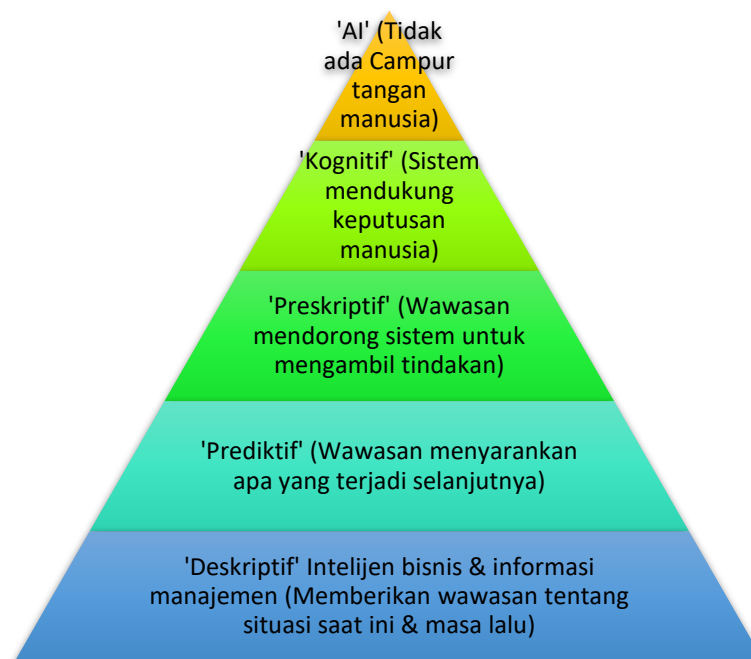 'AI' (Tidak
ada Campur
tangan
manusia)
'Kognitif' (Sistem
mendukung
keputusan
manusia)
'Preskriptif' (Wawasan
mendorong sistem untuk
mengambil tindakan)
'Prediktif' (Wawasan menyarankan
apa yang terjadi selanjutnya)
'Deskriptif' Intelijen bisnis & informasi
manajemen (Memberikan wawasan tentang
situasi saat ini & masa lalu)